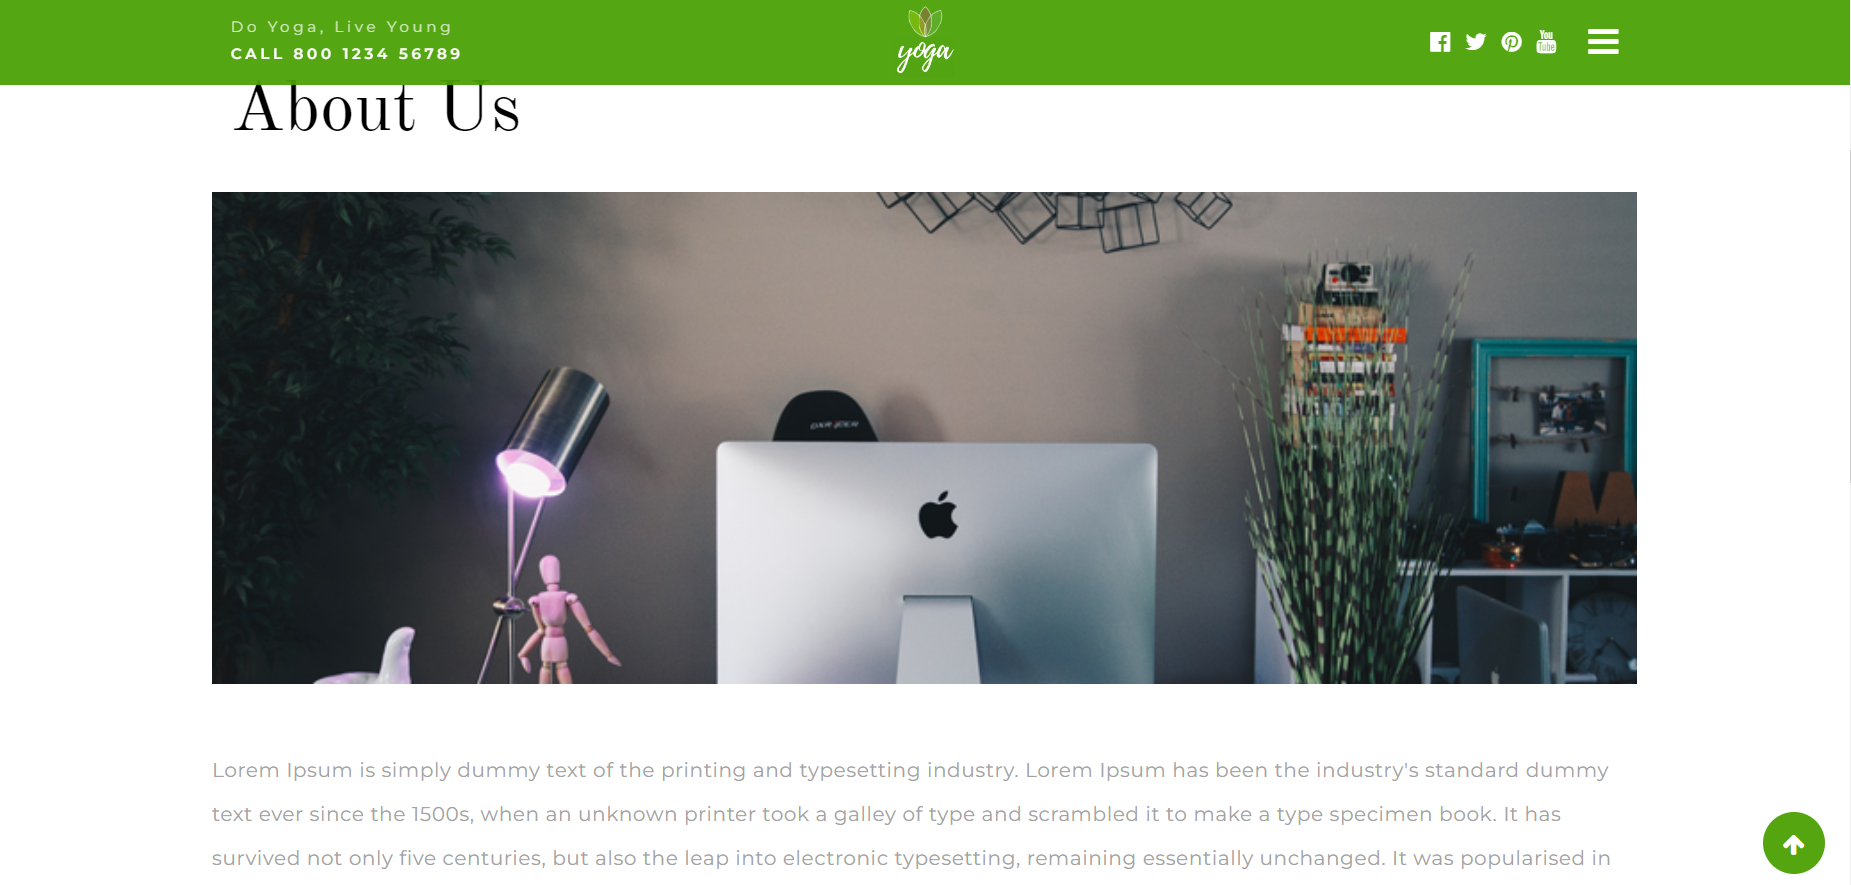 Do Yoga, Live Young
CALL 800 1234 56789
yoga
You
Tube
About Us
DXRACER
Lorem Ipsum is simply dummy text of the printing and typesetting industry. Lorem Ipsum has been the industry's standard dummy
text ever since the 1500s, when an unknown printer took a galley of type and scrambled it to make a type specimen book. It has
survived not only five centuries, but also the leap into electronic typesetting, remaining essentially unchanged. It was popularised in